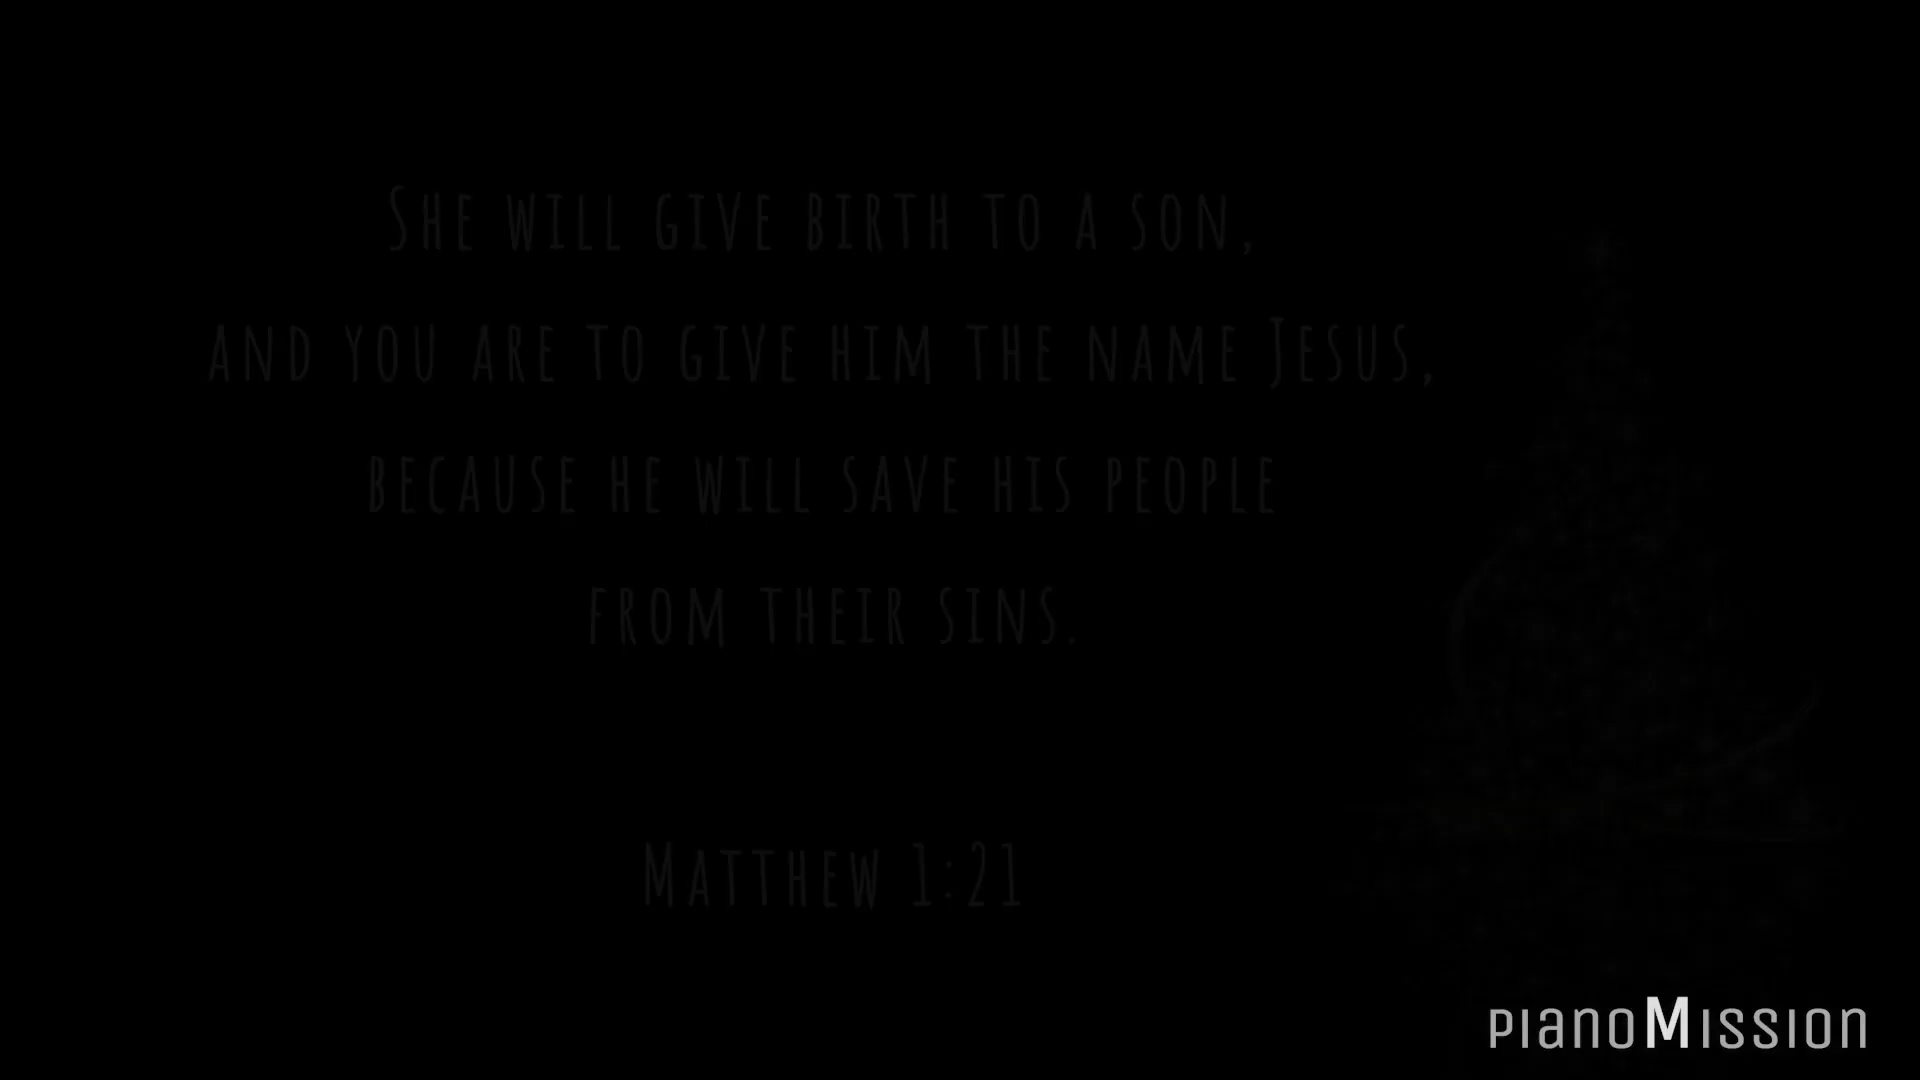 She will give birth to a son,
and you are to give him the name Jesus,
because he will save his people
from their sins.
Matthew 1:21
pianoMission